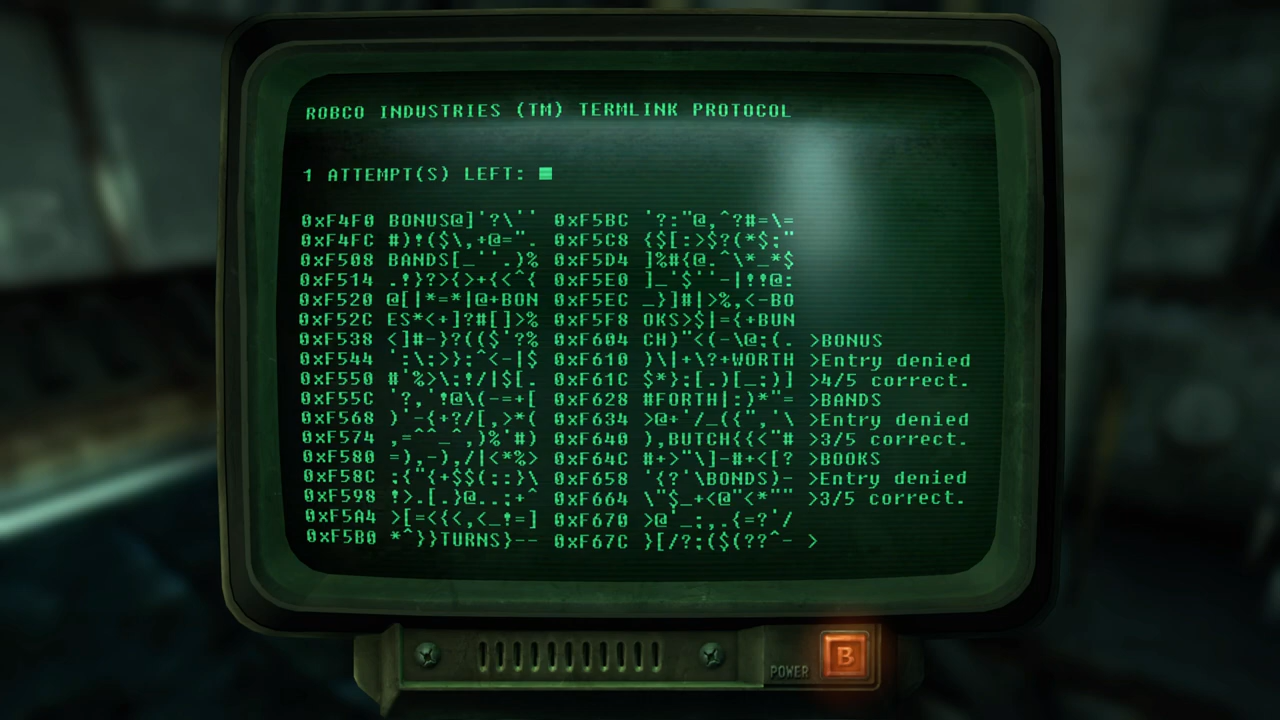 ROBCO INDUSTRIES (TM) TERMLINK PROTOCOL
1 ATTEMPT(S) LEFT:
0xF4F0 BONUS@]'?\'' 0xF5BC '?:"@,^?#=\=
0xF4FC #)!($\,+@=". 0xF5C8 {$[:>$?(*$;"
0xF508 BANDS[_''.)% 0xF5D4 ]%#{@.^\*_*$
0xF514 .!}?>{>+{<^{ 0xF5E0 ]_'$''-|!!@:
0xF520 @[|*=*|@+BON 0xF5EC _}]#|>%,<-BO
0xF52C ES*<+]?#[]>% 0xF5F8 OKS>$|={+BUN
0xF538 <]#-}?(($'?% 0xF604 CH)"<(-\@;(. >BONUS
0xF544 ':\;>};^<-|$ 0xF610 )\|+\?+WORTH >Entry denied
0xF550 #'%>\;!/|$[. 0xF61C $*};[.)[_;)] >4/5 correct.
0xF55C '?,'!@\(-=+[ 0xF628 #FORTH|:)*"= >BANDS
0xF568 )'-{+?/[,>*( 0xF634 >@+'/_((",'\ >Entry denied
0xF574 ,=^^_^,)%'#) 0xF640 ),BUTCH{{<"# >3/5 correct.
0xF580 =),-),/|<*%> 0xF64C #+>"\]-#+<[? >BOOKS
0xF58C :{"{+$$(::}\ 0xF658 '{?'\BONDS)- >Entry denied
0xF598 !>.[.}@..;+^ 0xF664 \"$_+<@"<*"" >3/5 correct.
0xF5A4 >[=<{<,<_!=] 0xF670 >@'_;,.{=?'/
0xF5B0 *^}}TURNS}-- 0xF67C }[/?;($(??^- >
POWER B